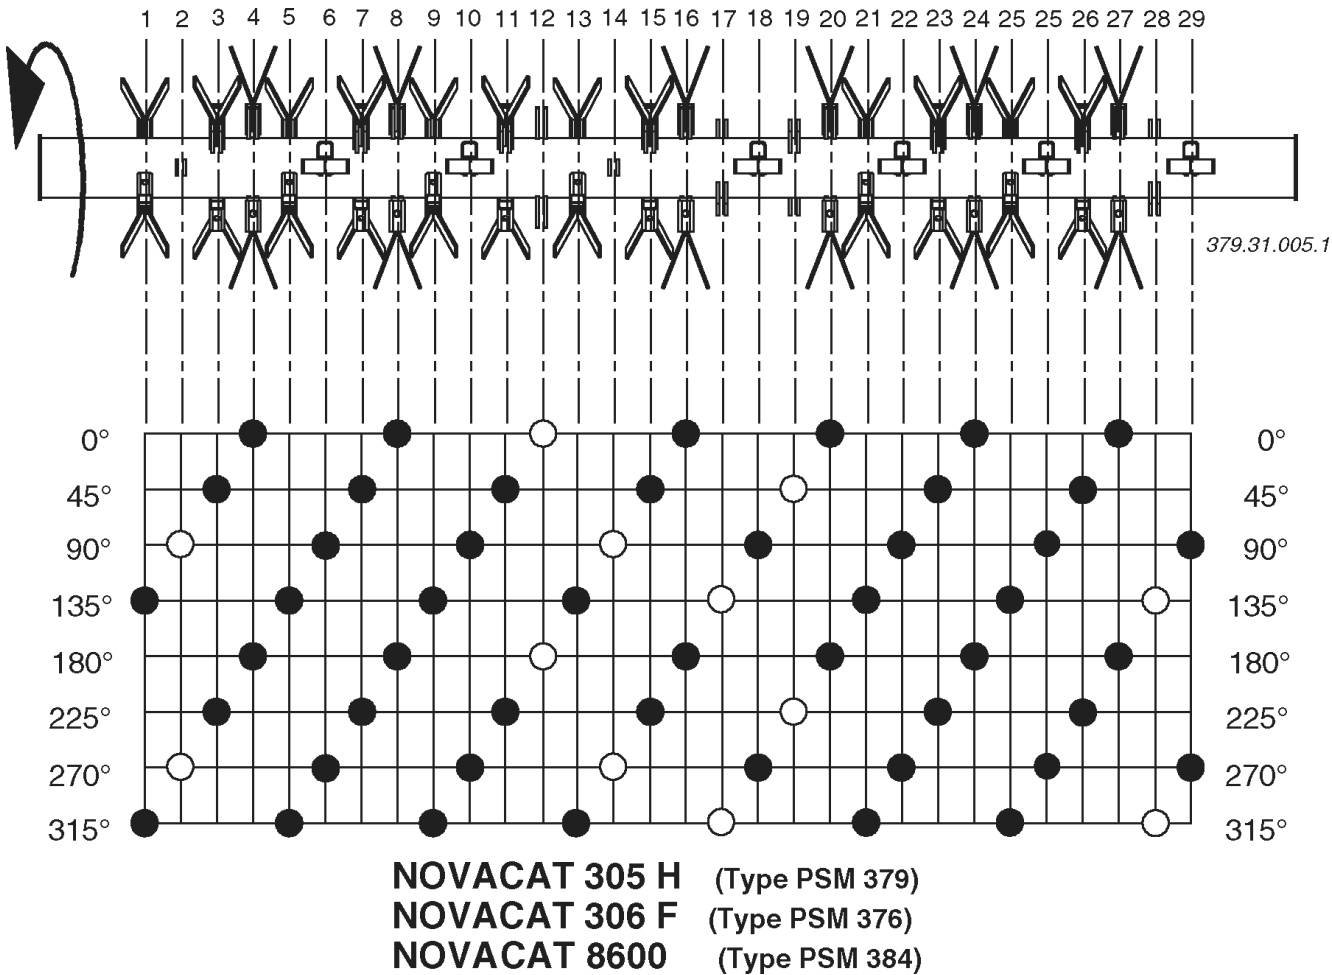 1 2 3 4 5 6 7 8 9 10 11 12 13 14 15 16 17 18 19 20 21 22 23 24 25 25 26 27 28 29
379.31.005.1
0° 0°
45° 45°
90° 90°
135° 135°
180° 180°
225° 225°
270° 270°
315° 315°
NOVACAT 305 H (Type PSM 379)
NOVACAT 306 F (Type PSM 376)
NOVACAT 8600 (Type PSM 384)